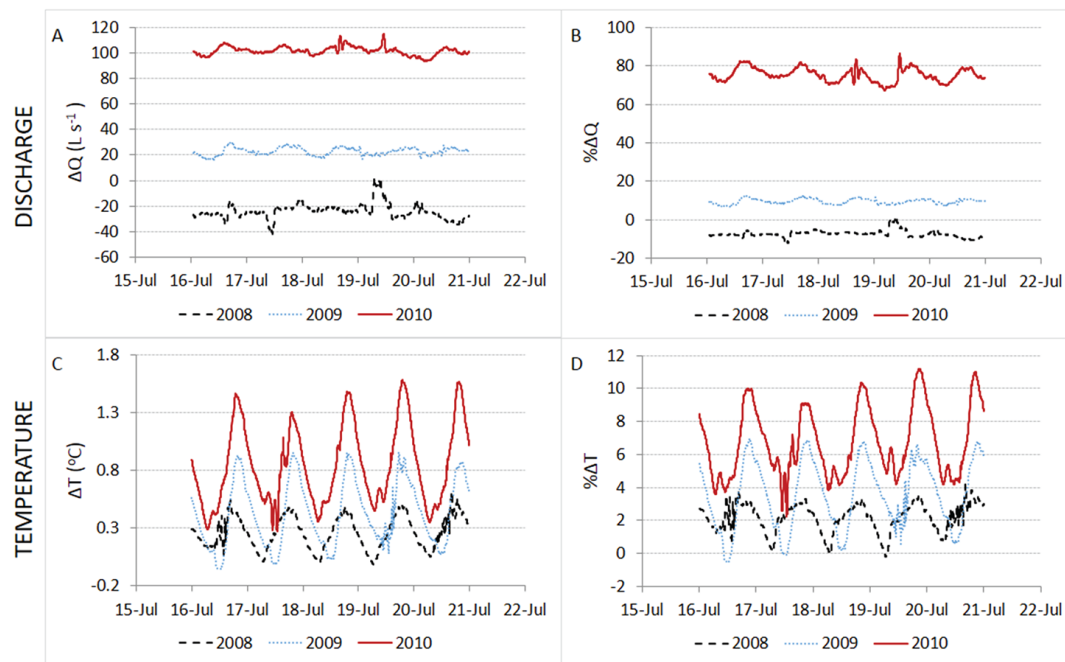 DISCHARGE
A
ΔQ (L s⁻¹)
120
100
80
60
40
20
0
-20
-40
-60
15-Jul 16-Jul 17-Jul 18-Jul 19-Jul 20-Jul 21-Jul 22-Jul
2008 2009 2010
B
%ΔQ
100
80
60
40
20
0
-20
15-Jul 16-Jul 17-Jul 18-Jul 19-Jul 20-Jul 21-Jul 22-Jul
2008 2009 2010
TEMPERATURE
C
ΔT (°C)
1.8
1.3
0.8
0.3
-0.2
15-Jul 16-Jul 17-Jul 18-Jul 19-Jul 20-Jul 21-Jul 22-Jul
2008 2009 2010
D
%ΔT
12
10
8
6
4
2
0
-2
15-Jul 16-Jul 17-Jul 18-Jul 19-Jul 20-Jul 21-Jul 22-Jul
2008 2009 2010